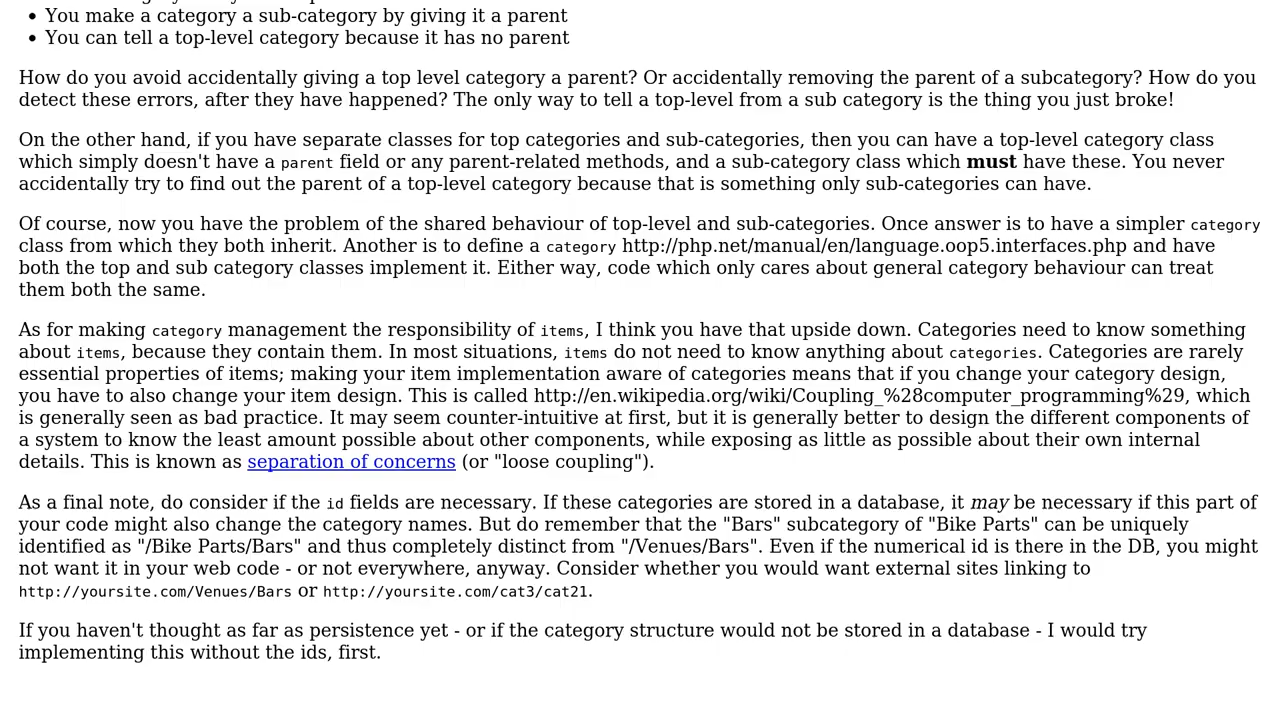 • You make a category a sub-category by giving it a parent
• You can tell a top-level category because it has no parent
How do you avoid accidentally giving a top level category a parent? Or accidentally removing the parent of a subcategory? How do you
detect these errors, after they have happened? The only way to tell a top-level from a sub category is the thing you just broke!
On the other hand, if you have separate classes for top categories and sub-categories, then you can have a top-level category class
which simply doesn't have a parent field or any parent-related methods, and a sub-category class which must have these. You never
accidentally try to find out the parent of a top-level category because that is something only sub-categories can have.
Of course, now you have the problem of the shared behaviour of top-level and sub-categories. Once answer is to have a simpler category
class from which they both inherit. Another is to define a category http://php.net/manual/en/language.oop5.interfaces.php and have
both the top and sub category classes implement it. Either way, code which only cares about general category behaviour can treat
them both the same.
As for making category management the responsibility of items, I think you have that upside down. Categories need to know something
about items, because they contain them. In most situations, items do not need to know anything about categories. Categories are rarely
essential properties of items; making your item implementation aware of categories means that if you change your category design,
you have to also change your item design. This is called http://en.wikipedia.org/wiki/Coupling_%28computer_programming%29, which
is generally seen as bad practice. It may seem counter-intuitive at first, but it is generally better to design the different components of
a system to know the least amount possible about other components, while exposing as little as possible about their own internal
details. This is known as separation of concerns (or "loose coupling").
As a final note, do consider if the id fields are necessary. If these categories are stored in a database, it may be necessary if this part of
your code might also change the category names. But do remember that the "Bars" subcategory of "Bike Parts" can be uniquely
identified as "/Bike Parts/Bars" and thus completely distinct from "/Venues/Bars". Even if the numerical id is there in the DB, you might
not want it in your web code - or not everywhere, anyway. Consider whether you would want external sites linking to
http://yoursite.com/Venues/Bars or http://yoursite.com/cat3/cat21.
If you haven't thought as far as persistence yet - or if the category structure would not be stored in a database - I would try
implementing this without the ids, first.